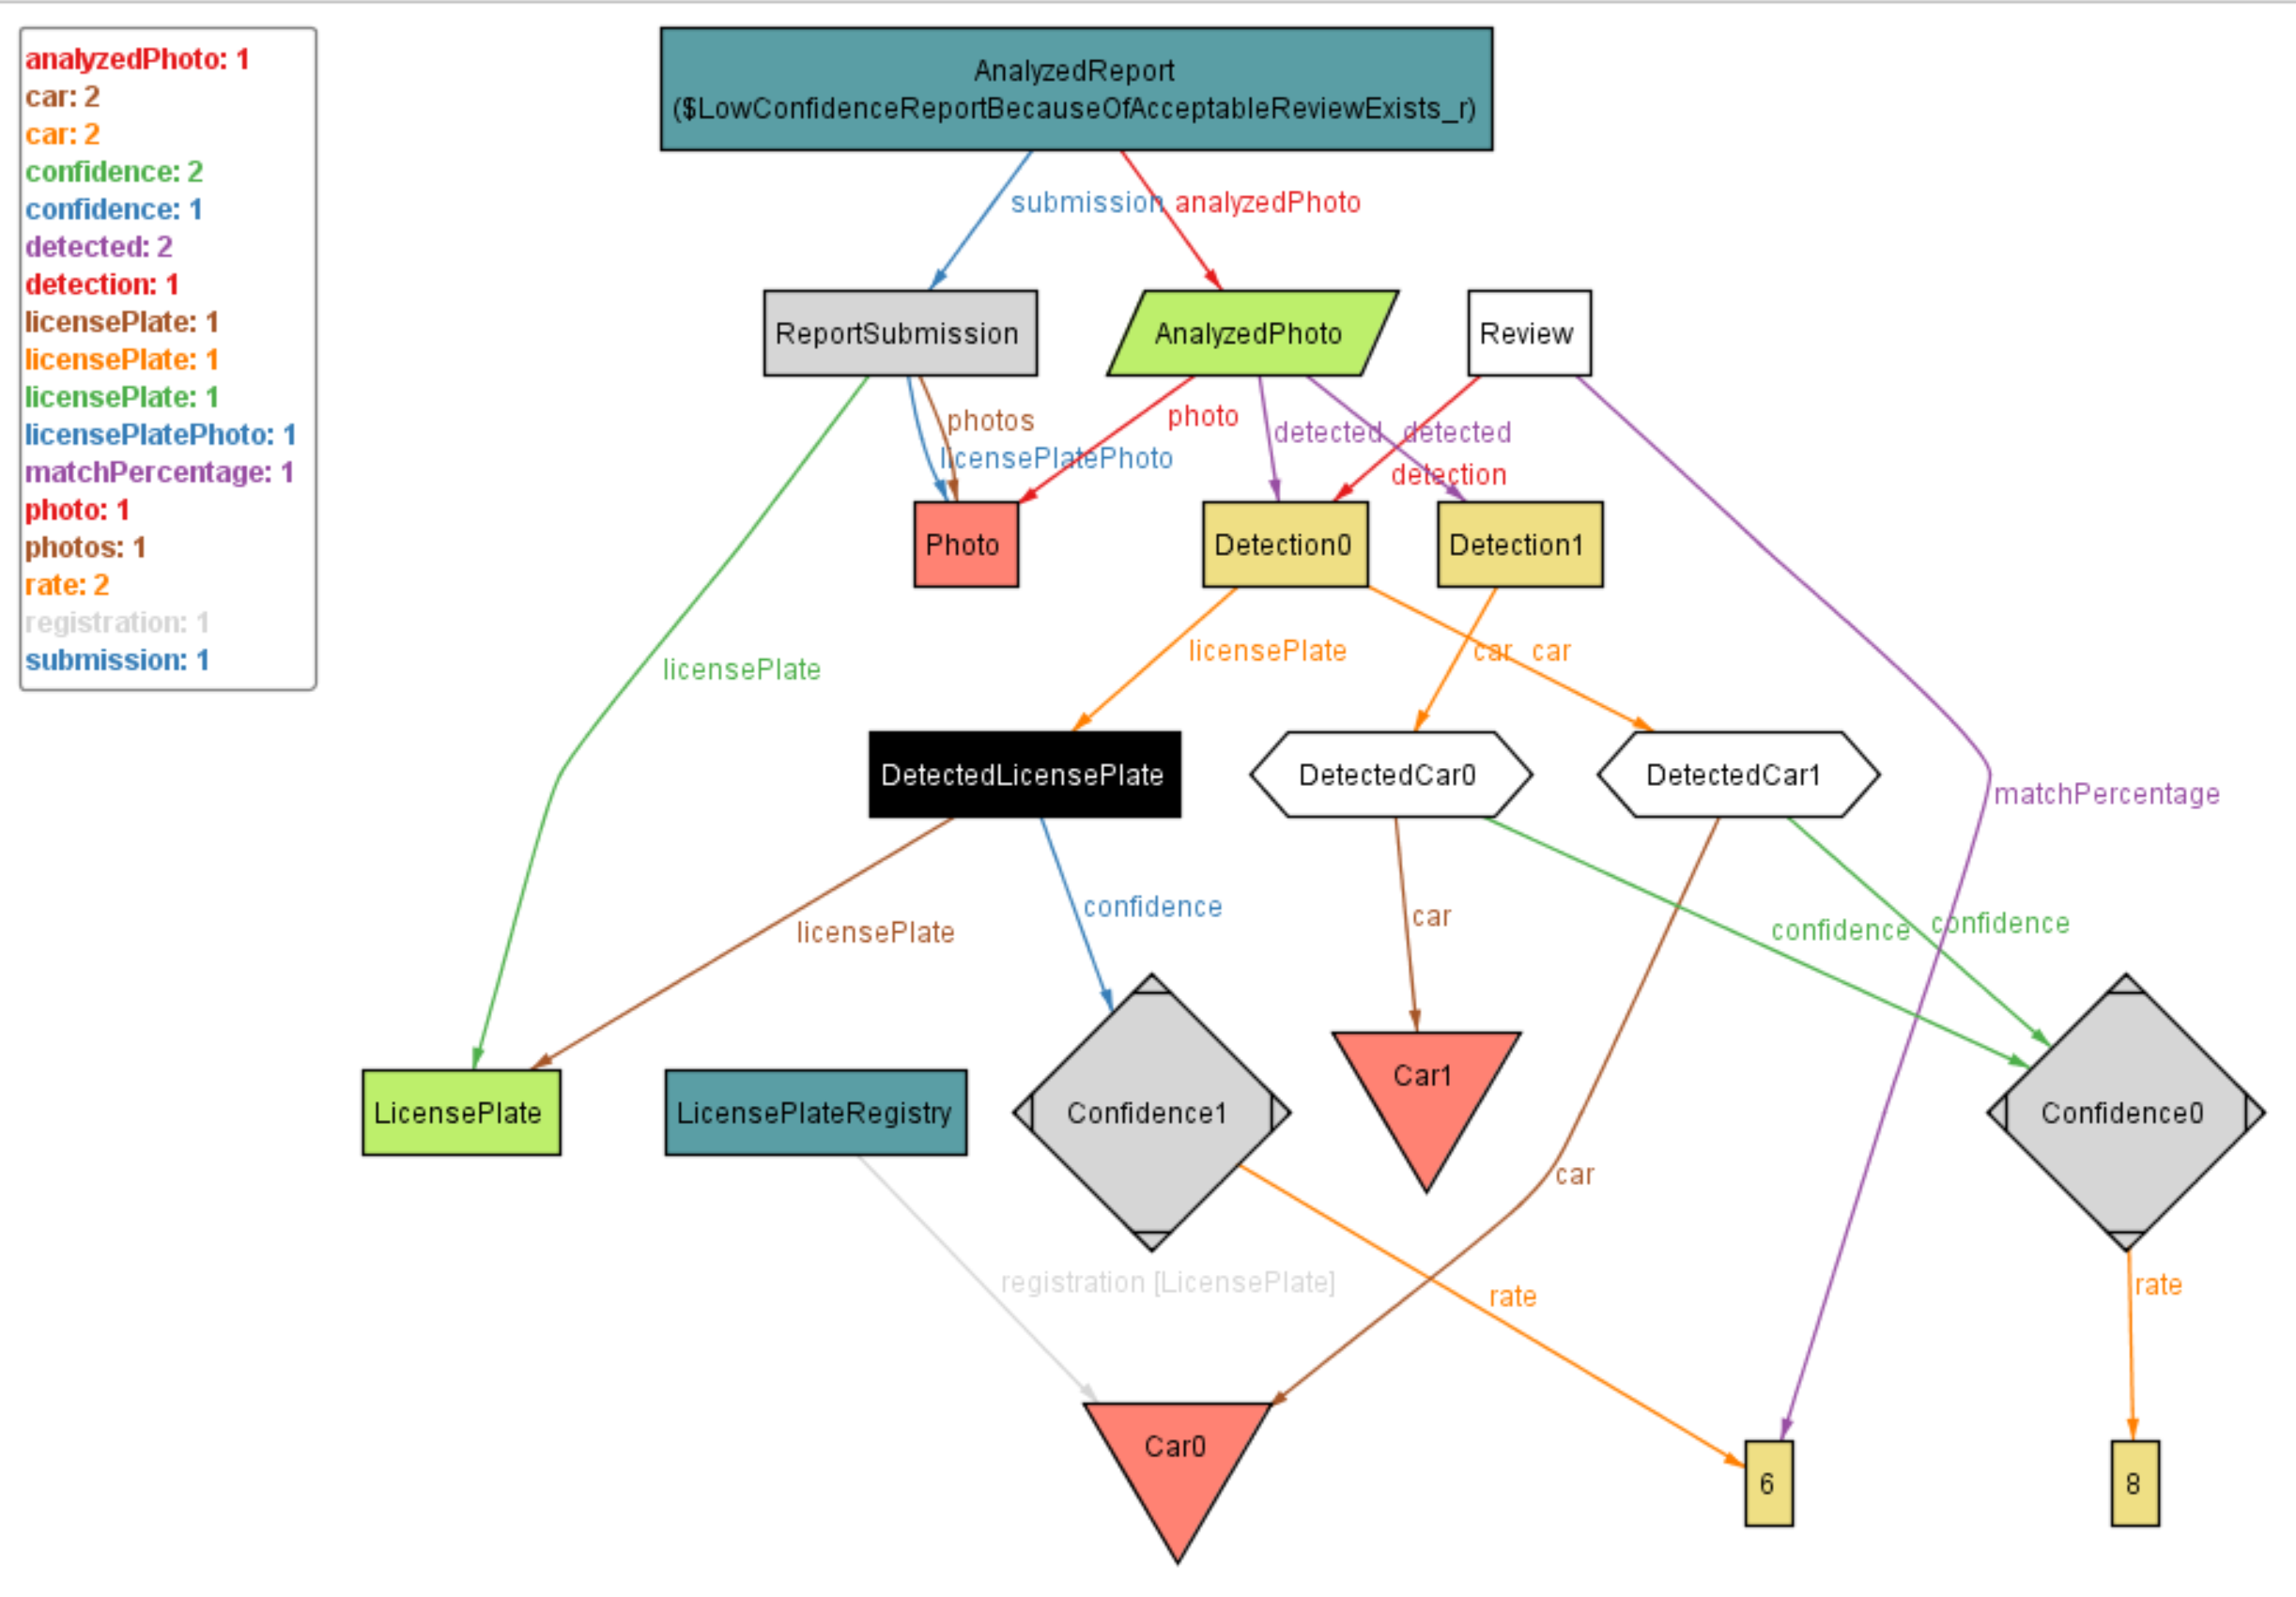 analyzedPhoto: 1
car: 2
car: 2
confidence: 2
confidence: 1
detected: 2
detection: 1
licensePlate: 1
licensePlate: 1
licensePlate: 1
licensePlatePhoto: 1
matchPercentage: 1
photo: 1
photos: 1
rate: 2
registration: 1
submission: 1
AnalyzedReport
($LowConfidenceReportBecauseOfAcceptableReviewExists_r)
submission
analyzedPhoto
ReportSubmission
AnalyzedPhoto
Review
photos
photo
licensePlatePhoto
detected
detected
detection
Photo
Detection0
Detection1
licensePlate
licensePlate
car
car
DetectedLicensePlate
DetectedCar0
DetectedCar1
matchPercentage
licensePlate
confidence
car
confidence
confidence
LicensePlate
LicensePlateRegistry
Confidence1
Car1
Confidence0
car
registration [LicensePlate]
rate
rate
Car0
6
8